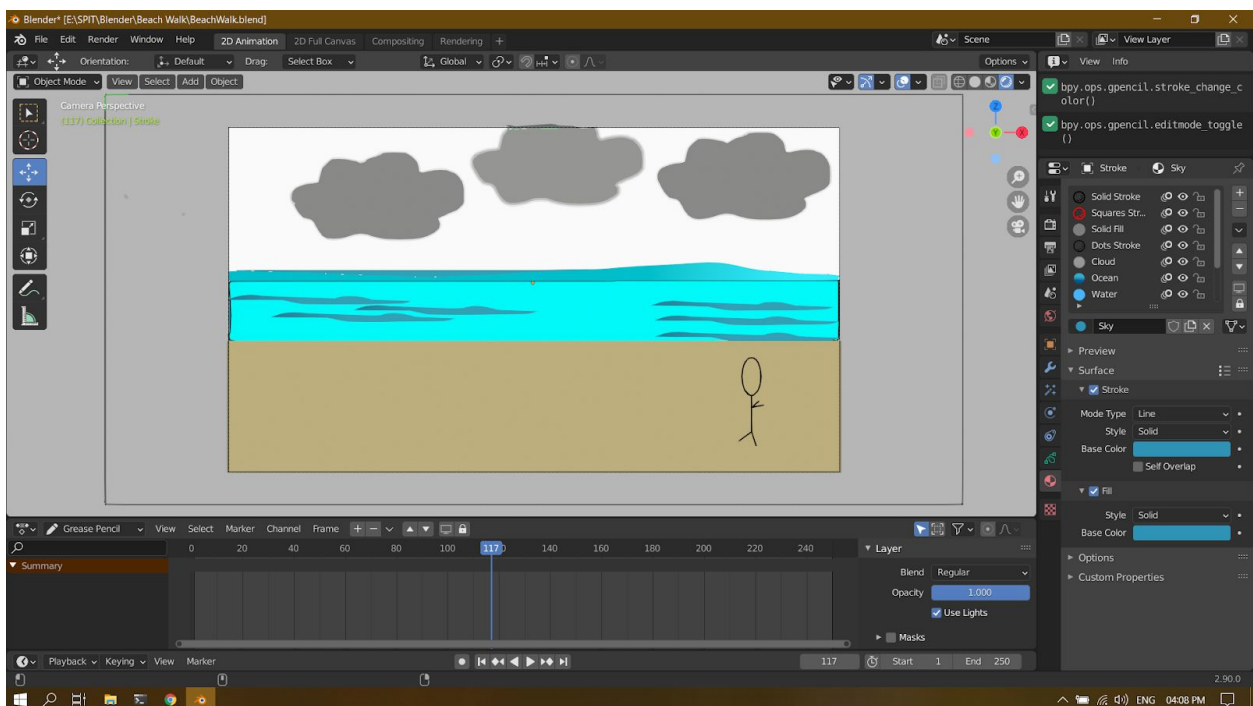 Blender* [E:\SPIT\Blender\Beach Walk\BeachWalk.blend]
File Edit Render Window Help 2D Animation 2D Full Canvas Compositing Rendering + Scene View Layer
Orientation: Default Drag: Select Box Global Options View Info
Object Mode View Select Add Object
Camera Perspective
(117) Collection | Stroke
Z
Y
X
bpy.ops.gpencil.stroke_change_c
olor()
bpy.ops.gpencil.editmode_toggle
()
Stroke Sky
Solid Stroke
Squares Str...
Solid Fill
Dots Stroke
Cloud
Ocean
Water
Sky
Preview
Surface
Stroke
Mode Type Line
Style Solid
Base Color
Self Overlap
Fill
Style Solid
Base Color
Options
Custom Properties
Grease Pencil View Select Marker Channel Frame
0 20 40 60 80 100 117 140 160 180 200 220 240
Summary
Layer
Blend Regular
Opacity 1.000
Use Lights
Masks
Playback Keying View Marker 117 Start 1 End 250
2.90.0
ENG 04:08 PM